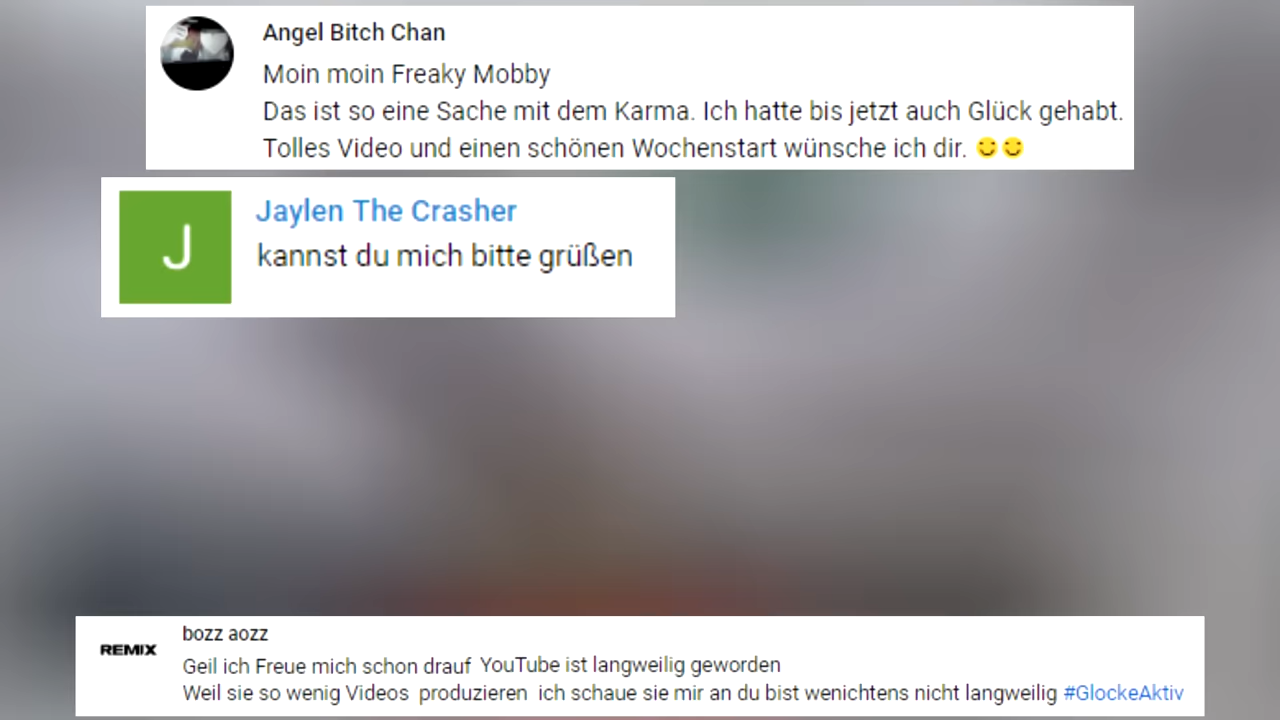 Angel Bitch Chan
Moin moin Freaky Mobby
Das ist so eine Sache mit dem Karma. Ich hatte bis jetzt auch Glück gehabt.
Tolles Video und einen schönen Wochenstart wünsche ich dir. 😊😊
J
Jaylen The Crasher
kannst du mich bitte grüßen
REMIX
bozz aozz
Geil ich Freue mich schon drauf YouTube ist langweilig geworden
Weil sie so wenig Videos produzieren ich schaue sie mir an du bist wenichtens nicht langweilig #GlockeAktiv